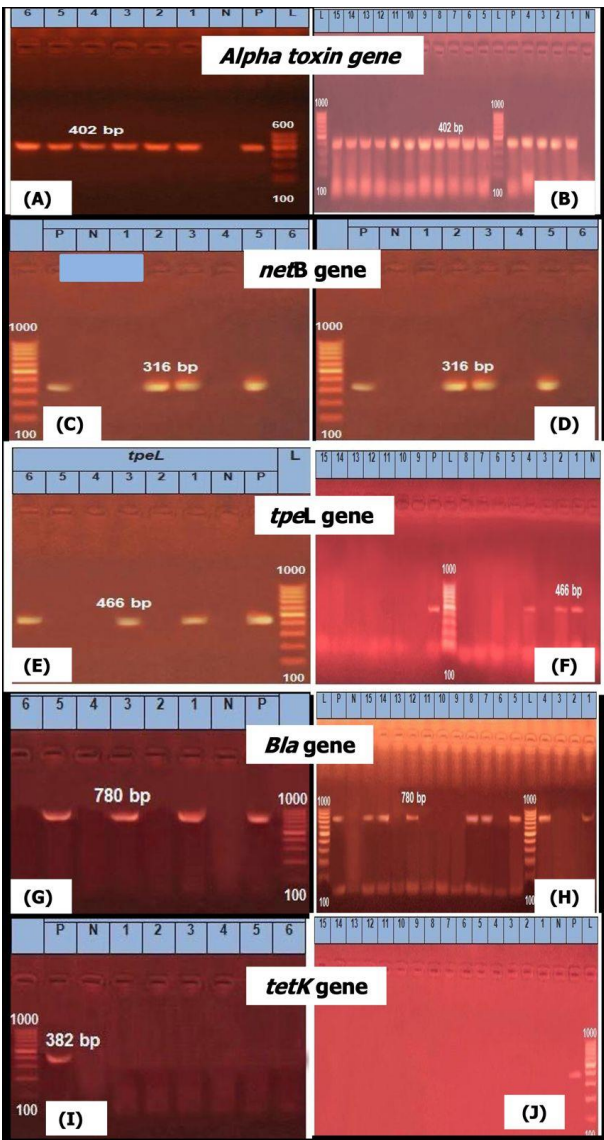 6 5 4 3 2 1 N P L
L 15 14 13 12 11 10 9 8 7 6 5 L P 4 3 2 1 N
Alpha toxin gene
402 bp
600
100
(A)
1000
402 bp
1000
100
100
(B)
P N 1 2 3 4 5 6
P N 1 2 3 4 5 6
netB gene
1000
316 bp
100
(C)
1000
316 bp
100
(D)
tpeL L
6 5 4 3 2 1 N P
15 14 13 12 11 10 9 P L 8 7 6 5 4 3 2 1 N
tpeL gene
466 bp
1000
100
(E)
1000
466 bp
100
(F)
6 5 4 3 2 1 N P
L P N 15 14 13 12 11 10 9 8 7 6 5 L 4 3 2 1
Bla gene
780 bp
1000
100
(G)
1000
780 bp
1000
100
100
(H)
P N 1 2 3 4 5 6
15 14 13 12 11 10 9 8 7 6 5 4 3 2 1 N P L
tetK gene
1000
382 bp
100
(I)
1000
100
(J)